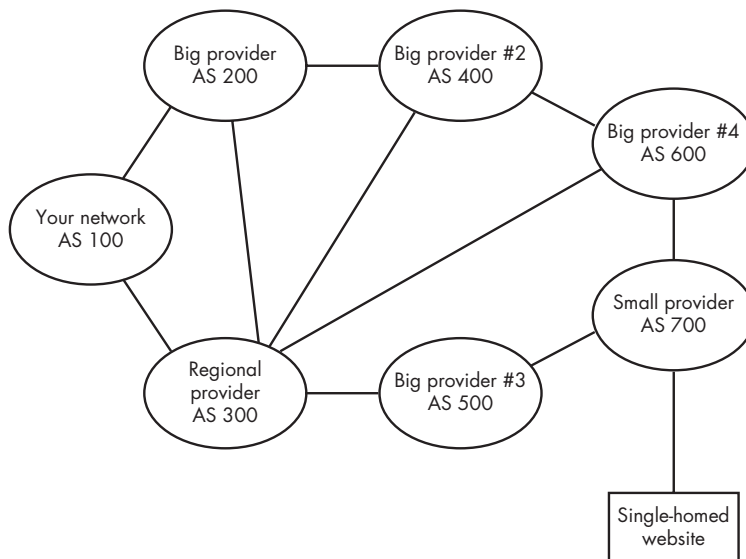 Big provider
AS 200
Big provider #2
AS 400
Big provider #4
AS 600
Your network
AS 100
Small provider
AS 700
Regional
provider
AS 300
Big provider #3
AS 500
Single-homed
website